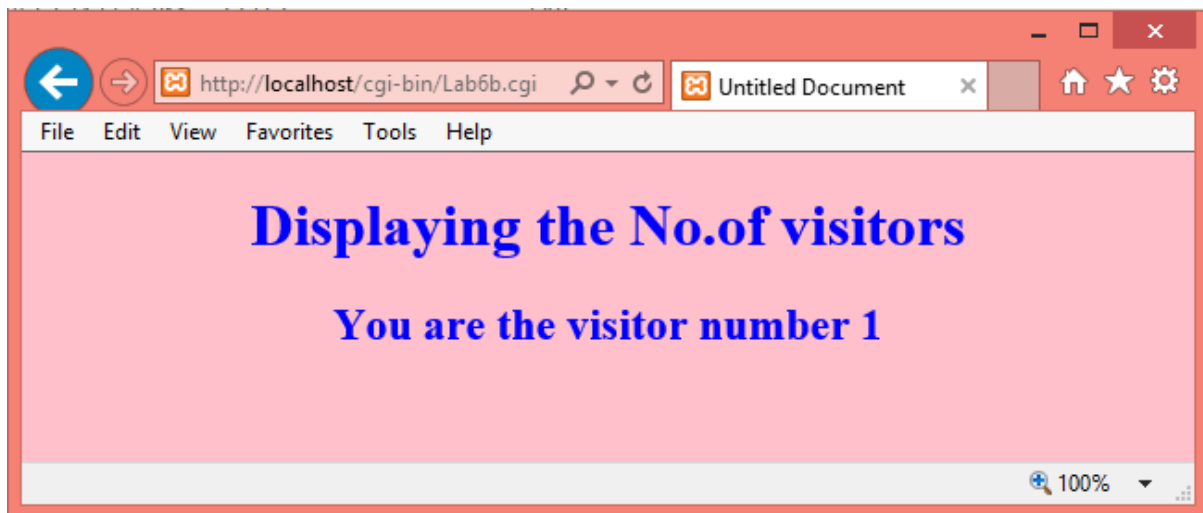 http://localhost/cgi-bin/Lab6b.cgi
Untitled Document
File Edit View Favorites Tools Help
Displaying the No.of visitors
You are the visitor number 1
100%